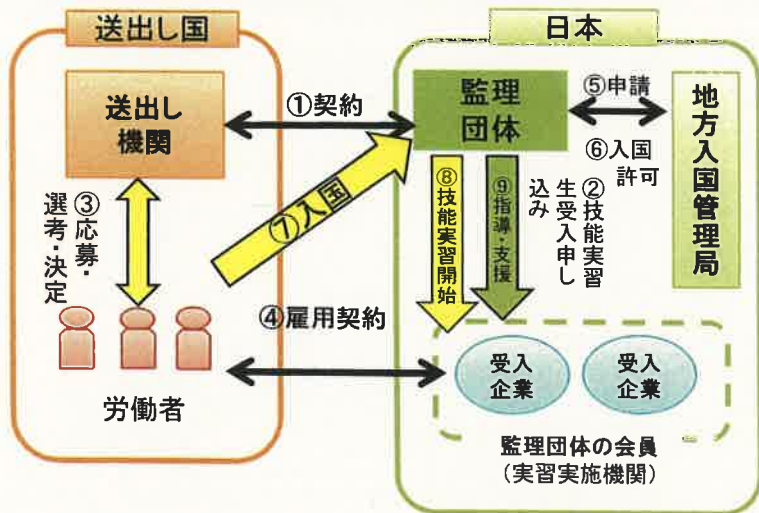 送出し国
日本
送出し
機関
①契約
監理
団体
⑤申請
⑥入国
許可
地方入国管理局
③応募・
選考・決定
⑦入国
⑧技能実習開始
⑨指導・支援
②技能実習
生受入申し
込み
④雇用契約
労働者
受入
企業
受入
企業
監理団体の会員
(実習実施機関)